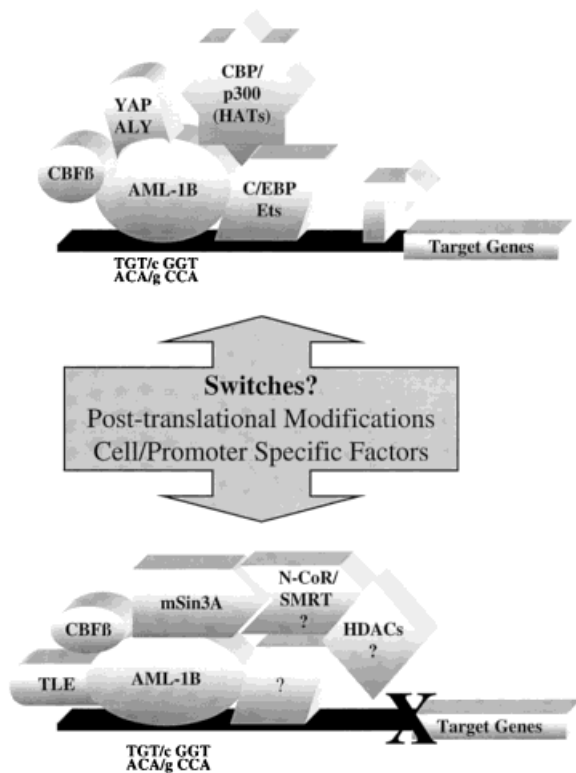 CBP/
p300
(HATs)
YAP
ALY
CBFß
AML-1B
C/EBP
Ets
Target Genes
TGT/c GGT
ACA/g CCA
Switches?
Post-translational Modifications
Cell/Promoter Specific Factors
N-CoR/
SMRT
?
mSin3A
CBFß
HDACs
?
TLE
AML-1B
?
X
Target Genes
TGT/c GGT
ACA/g CCA